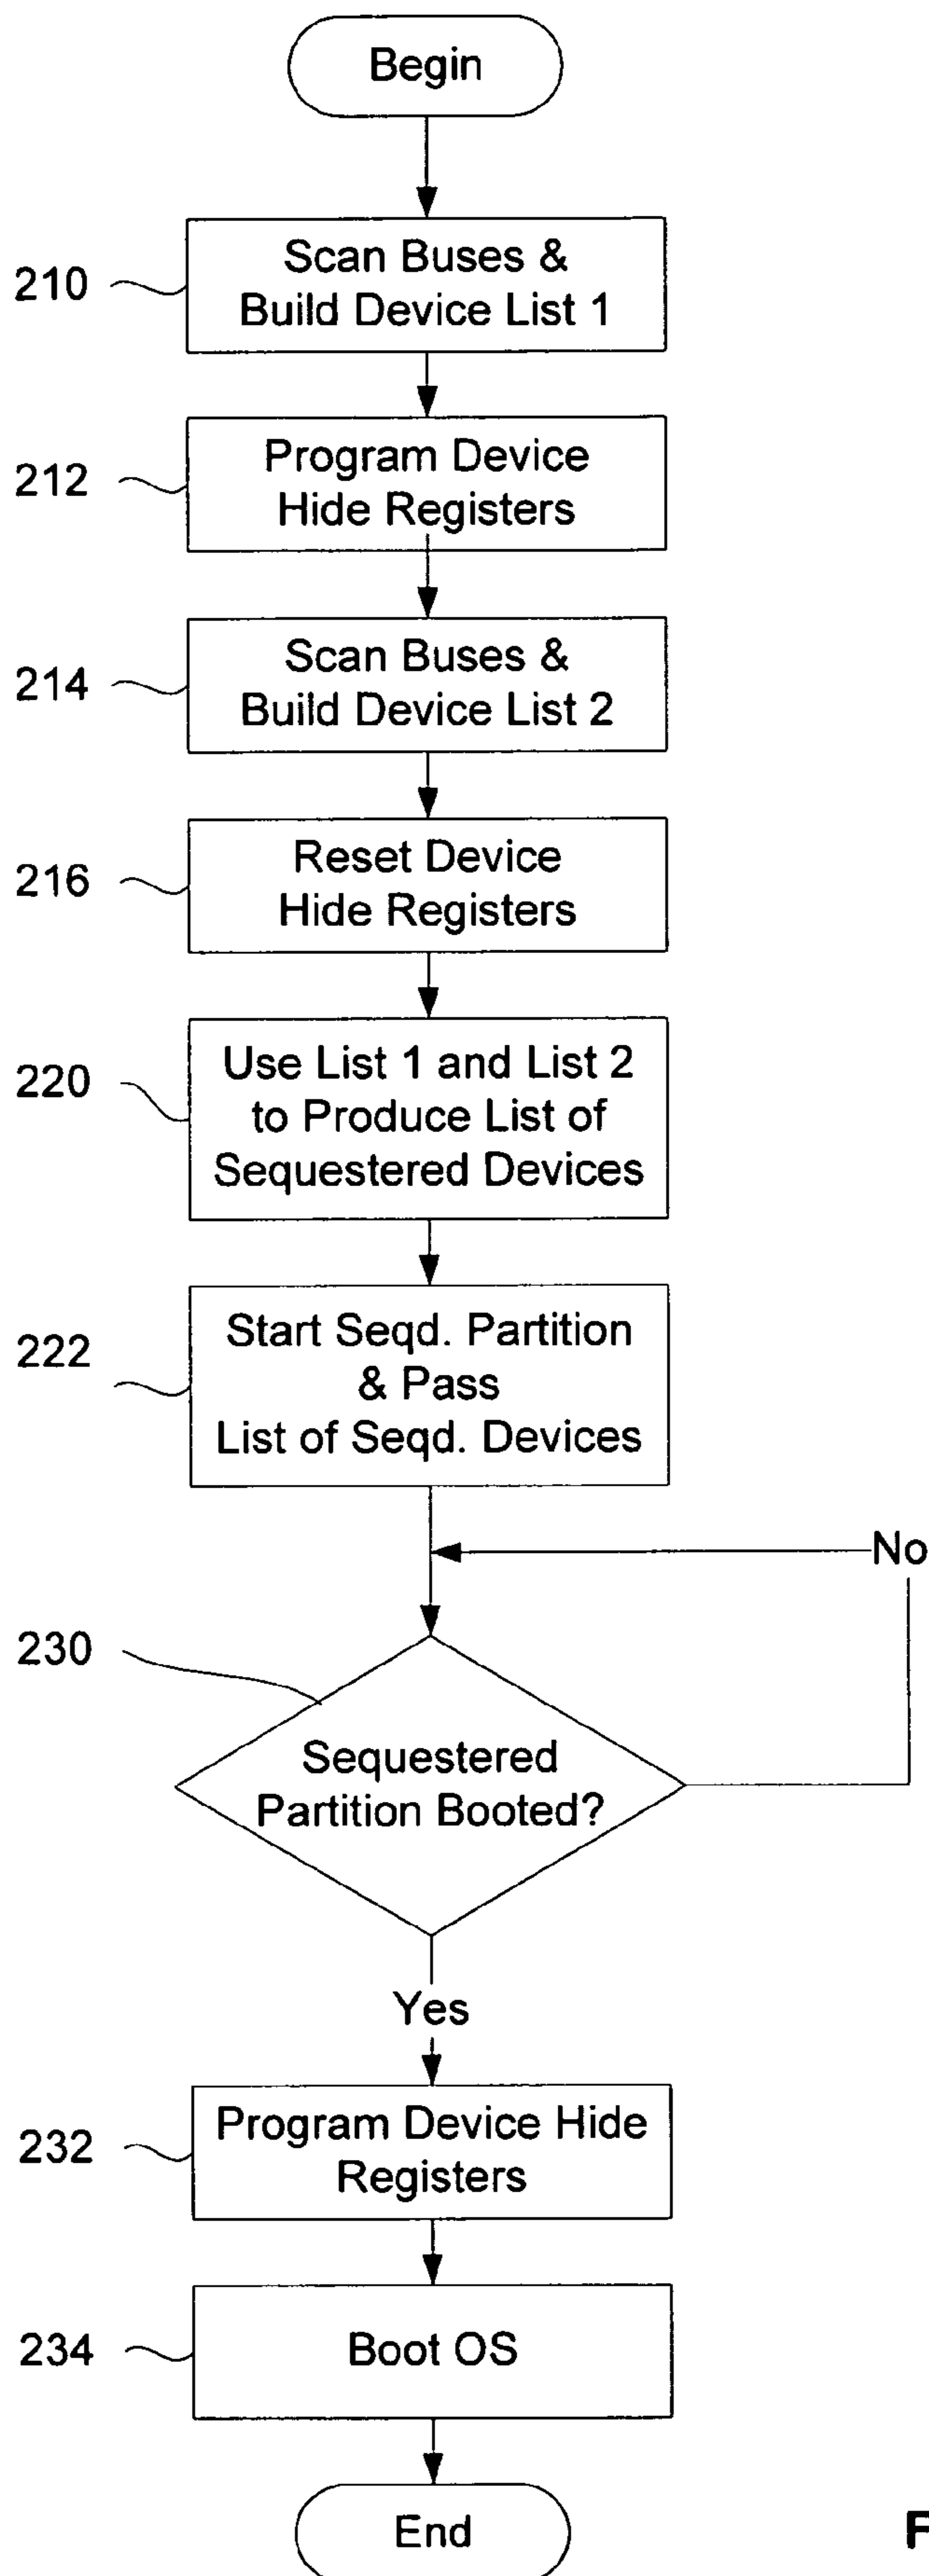 Begin
210
Scan Buses &
Build Device List 1
212
Program Device
Hide Registers
214
Scan Buses &
Build Device List 2
216
Reset Device
Hide Registers
220
Use List 1 and List 2
to Produce List of
Sequestered Devices
222
Start Seqd. Partition
& Pass
List of Seqd. Devices
No
230
Sequestered
Partition Booted?
Yes
232
Program Device Hide
Registers
234
Boot OS
End
F